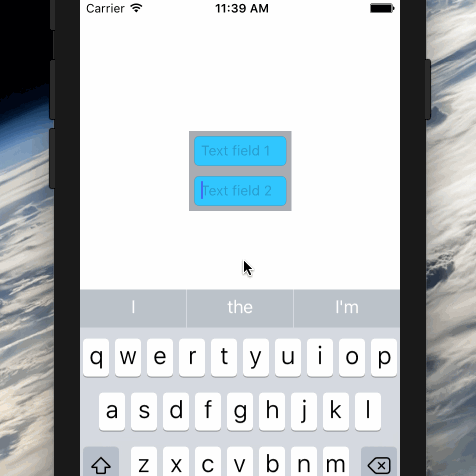 Carrier 11:39 AM
Text field 1
Text field 2
I the I'm
q w e r t y u i o p
a s d f g h j k l
z x c v b n m